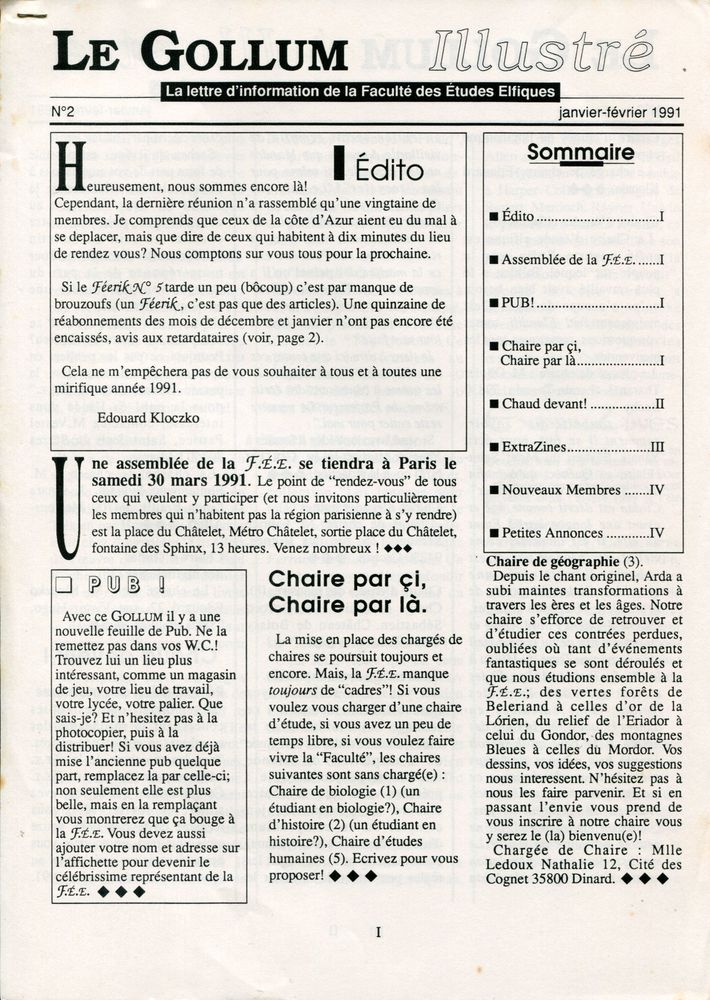 LE GOLLUM Illustré
La lettre d'information de la Faculté des Études Elfiques
N°2
janvier-février 1991
Édito
Heureusement, nous sommes encore là!
Cependant, la dernière réunion n'a rassemblé qu'une vingtaine de
membres. Je comprends que ceux de la côte d'Azur aient eu du mal à
se deplacer, mais que dire de ceux qui habitent à dix minutes du lieu
de rendez vous? Nous comptons sur vous tous pour la prochaine.
Si le Féerik N° 5 tarde un peu (bôcoup) c'est par manque de
brouzoufs (un Féerik, c'est pas que des articles). Une quinzaine de
réabonnements des mois de décembre et janvier n'ont pas encore été
encaissés, avis aux retardataires (voir, page 2).
Cela ne m'empêchera pas de vous souhaiter à tous et à toutes une
mirifique année 1991.
Edouard Kloczko
Une assemblée de la F.É.E. se tiendra à Paris le
samedi 30 mars 1991. Le point de "rendez-vous" de tous
ceux qui veulent y participer (et nous invitons particulièrement
les membres qui n'habitent pas la région parisienne à s'y rendre)
est la place du Châtelet, Métro Châtelet, sortie place du Châtelet,
fontaine des Sphinx, 13 heures. Venez nombreux ! ◆◆◆
❑ PUB !
Avec ce GOLLUM il y a une
nouvelle feuille de Pub. Ne la
remettez pas dans vos W.C.!
Trouvez lui un lieu plus
intéressant, comme un magasin
de jeu, votre lieu de travail,
votre lycée, votre palier. Que
sais-je? Et n'hesitez pas à la
photocopier, puis à la
distribuer! Si vous avez déjà
mise l'ancienne pub quelque
part, remplacez la par celle-ci;
non seulement elle est plus
belle, mais en la remplaçant
vous montrerez que ça bouge à
la F.É.E. Vous devez aussi
ajouter votre nom et adresse sur
l'affichette pour devenir le
célébrissime représentant de la
F.É.E. ◆ ◆ ◆
Chaire par çi,
Chaire par là.
La mise en place des chargés de
chaires se poursuit toujours et
encore. Mais, la F.É.E. manque
toujours de "cadres"! Si vous
voulez vous charger d'une chaire
d'étude, si vous avez un peu de
temps libre, si vous voulez faire
vivre la "Faculté", les chaires
suivantes sont sans chargé(e) :
Chaire de biologie (1) (un
étudiant en biologie?), Chaire
d'histoire (2) (un étudiant en
histoire?), Chaire d'études
humaines (5). Ecrivez pour vous
proposer! ◆ ◆ ◆
Sommaire
■ Édito ............................I
■ Assemblée de la F.É.E. ......I
■ PUB!............................I
■ Chaire par çi,
Chaire par là...................I
■ Chaud devant! ...............II
■ ExtraZines...................III
■ Nouveaux Membres .......IV
■ Petites Annonces ............IV
Chaire de géographie (3).
Depuis le chant originel, Arda a
subi maintes transformations à
travers les ères et les âges. Notre
chaire s'efforce de retrouver et
d'étudier ces contrées perdues,
oubliées où tant d'événements
fantastiques se sont déroulés et
que nous étudions ensemble à la
F.É.E.; des vertes forêts de
Beleriand à celles d'or de la
Lórien, du relief de l'Eriador à
celui du Gondor, des montagnes
Bleues à celles du Mordor. Vos
dessins, vos idées, vos suggestions
nous interessent. N'hésitez pas à
nous les faire parvenir. Et si en
passant l'envie vous prend de
vous inscrire à notre chaire vous
y serez le (la) bienvenu(e)!
Chargée de Chaire : Mlle
Ledoux Nathalie 12, Cité des
Cognet 35800 Dinard. ◆ ◆ ◆
I